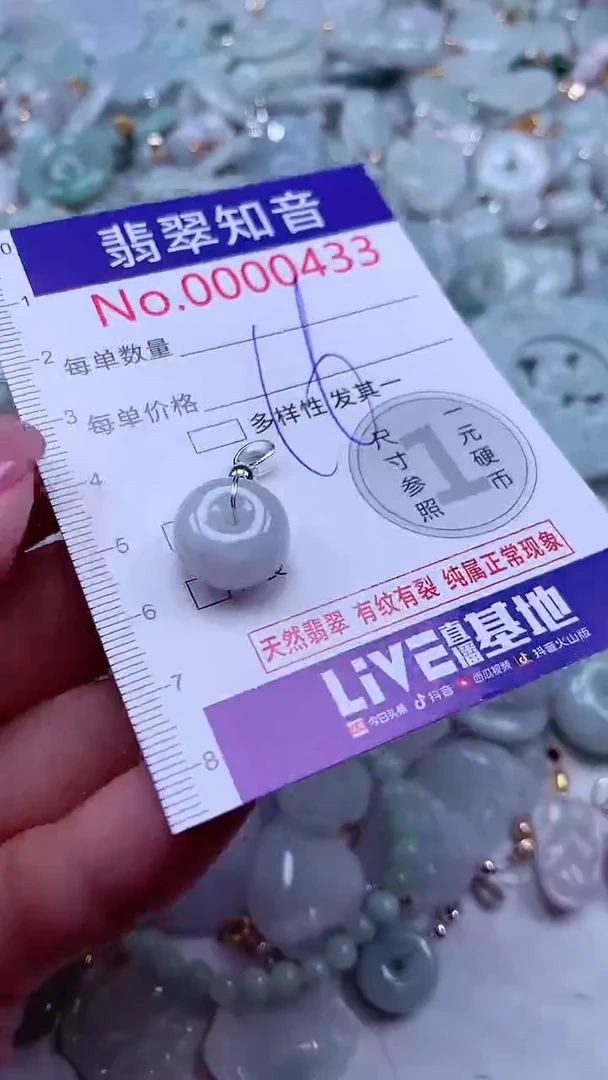 翡翠知音
No.0000433
每单数量
每单价格
多样性 发其一
1
一元硬币
尺寸参照
天然翡翠 有纹有裂 纯属正常现象
LiVE直播基地
今日头条 抖音 西瓜视频 抖音火山版
0
1
2
3
4
5
6
7
8